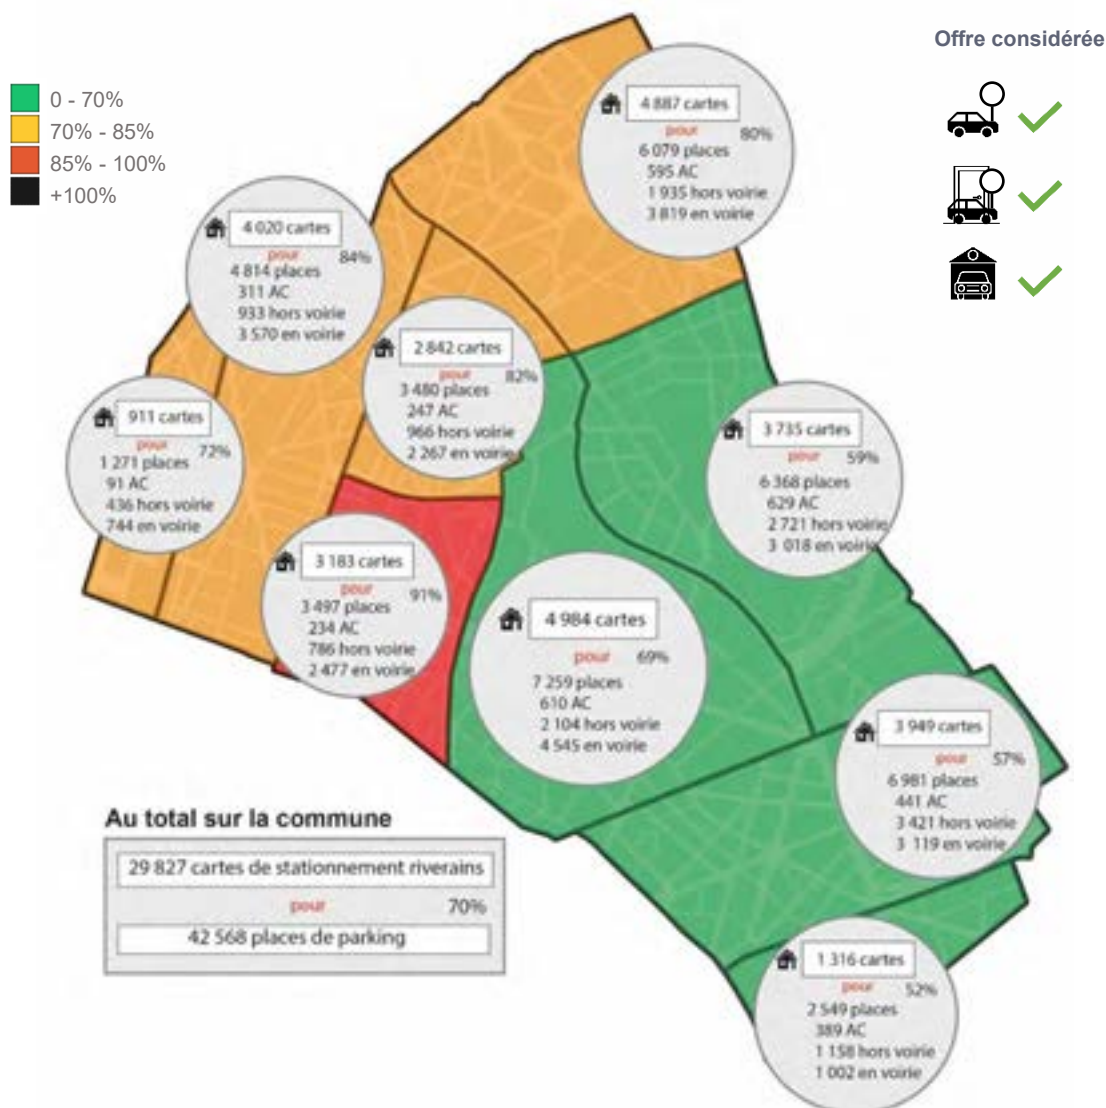 Offre considérée
0 - 70%
70% - 85%
85% - 100%
+100%
4 887 cartes
pour 80%
6 079 places
595 AC
1 935 hors voirie
3 819 en voirie
4 020 cartes
pour 84%
4 814 places
311 AC
933 hors voirie
3 570 en voirie
2 842 cartes
pour 82%
3 480 places
247 AC
966 hors voirie
2 267 en voirie
911 cartes
pour 72%
1 271 places
91 AC
436 hors voirie
744 en voirie
3 735 cartes
pour 59%
6 368 places
629 AC
2 721 hors voirie
3 018 en voirie
3 183 cartes
pour 91%
3 497 places
234 AC
786 hors voirie
2 477 en voirie
4 984 cartes
pour 69%
7 259 places
610 AC
2 104 hors voirie
4 545 en voirie
3 949 cartes
pour 57%
6 981 places
441 AC
3 421 hors voirie
3 119 en voirie
Au total sur la commune
29 827 cartes de stationnement riverains
pour 70%
42 568 places de parking
1 316 cartes
pour 52%
2 549 places
389 AC
1 158 hors voirie
1 002 en voirie